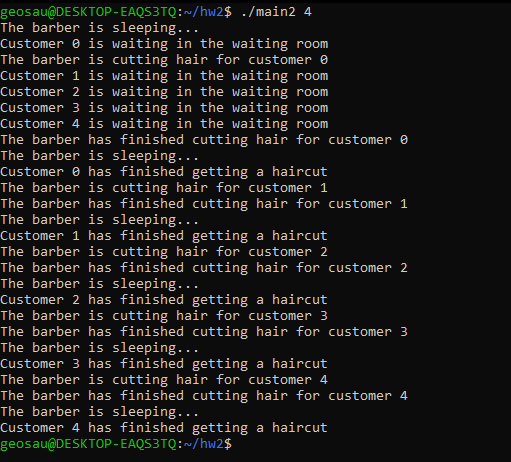 geosau@DESKTOP-EAQS3TQ:~/hw2$ ./main2 4
The barber is sleeping...
Customer 0 is waiting in the waiting room
The barber is cutting hair for customer 0
Customer 1 is waiting in the waiting room
Customer 2 is waiting in the waiting room
Customer 3 is waiting in the waiting room
Customer 4 is waiting in the waiting room
The barber has finished cutting hair for customer 0
The barber is sleeping...
Customer 0 has finished getting a haircut
The barber is cutting hair for customer 1
The barber has finished cutting hair for customer 1
The barber is sleeping...
Customer 1 has finished getting a haircut
The barber is cutting hair for customer 2
The barber has finished cutting hair for customer 2
The barber is sleeping...
Customer 2 has finished getting a haircut
The barber is cutting hair for customer 3
The barber has finished cutting hair for customer 3
The barber is sleeping...
Customer 3 has finished getting a haircut
The barber is cutting hair for customer 4
The barber has finished cutting hair for customer 4
The barber is sleeping...
Customer 4 has finished getting a haircut
geosau@DESKTOP-EAQS3TQ:~/hw2$